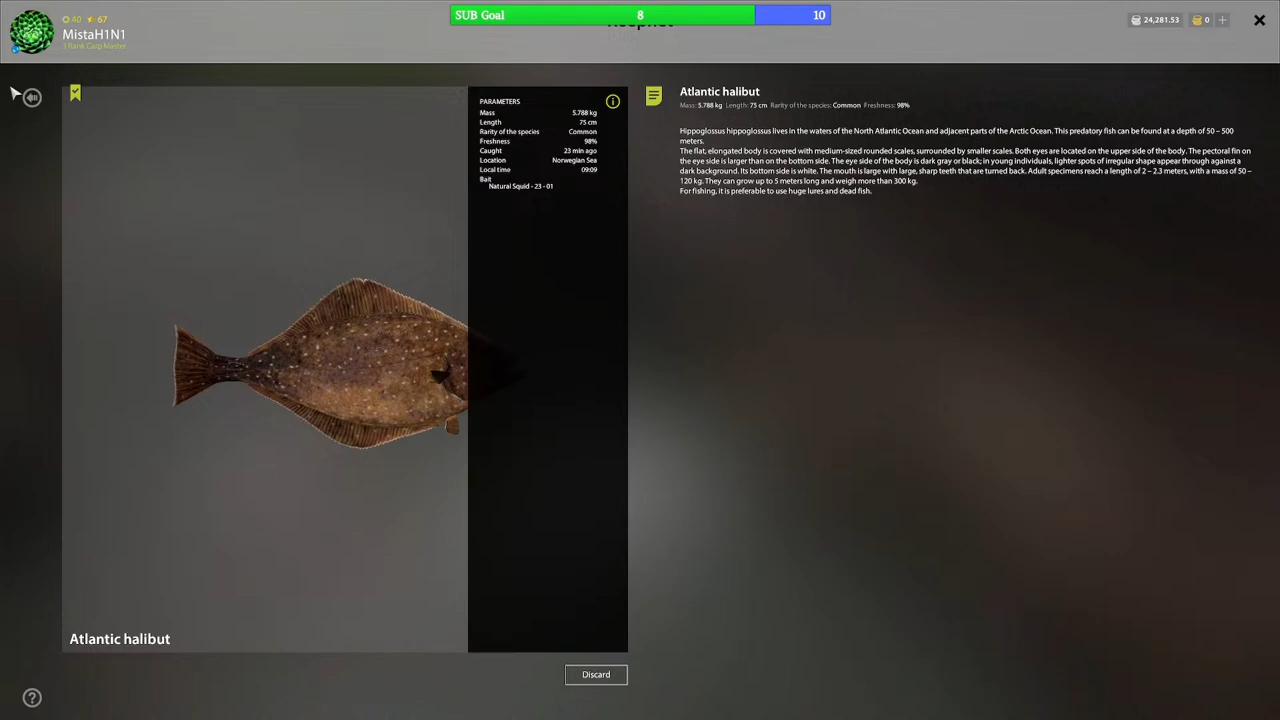 40 67
MistaH1N1
1 Rank Carp Master
SUB Goal 8 10
24,281.53 0
PARAMETERS
Mass 5.788 kg
Length 75 cm
Rarity of the species Common
Freshness 98%
Caught 23 min ago
Location Norwegian Sea
Local time 09:09
Bait
Natural Squid - 23 - 01
Atlantic halibut
Discard
Atlantic halibut
Mass: 5.788 kg Length: 75 cm Rarity of the species: Common Freshness: 98%
Hippoglossus hippoglossus lives in the waters of the North Atlantic Ocean and adjacent parts of the Arctic Ocean. This predatory fish can be found at a depth of 50 – 500
meters.
The flat, elongated body is covered with medium-sized rounded scales, surrounded by smaller scales. Both eyes are located on the upper side of the body. The pectoral fin on
the eye side is larger than on the bottom side. The eye side of the body is dark gray or black; in young individuals, lighter spots of irregular shape appear through against a
dark background. Its bottom side is white. The mouth is large with large, sharp teeth that are turned back. Adult specimens reach a length of 2 – 2.3 meters, with a mass of 50 –
120 kg. They can grow up to 5 meters long and weigh more than 300 kg.
For fishing, it is preferable to use huge lures and dead fish.